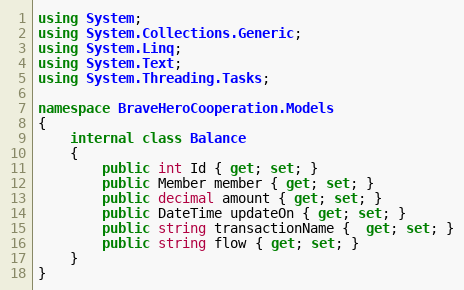 1 using System;
2 using System.Collections.Generic;
3 using System.Linq;
4 using System.Text;
5 using System.Threading.Tasks;
6
7 namespace BraveHeroCooperation.Models
8 {
9     internal class Balance
10     {
11         public int Id { get; set; }
12         public Member member { get; set; }
13         public decimal amount { get; set; }
14         public DateTime updateOn { get; set; }
15         public string transactionName {  get; set; }
16         public string flow { get; set; }
17     }
18 }